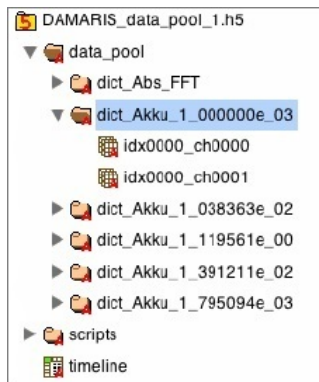 DAMARIS_data_pool_1.h5
data_pool
dict_Abs_FFT
dict_Akku_1_000000e_03
idx0000_ch0000
idx0000_ch0001
dict_Akku_1_038363e_02
dict_Akku_1_119561e_00
dict_Akku_1_391211e_02
dict_Akku_1_795094e_03
scripts
timeline